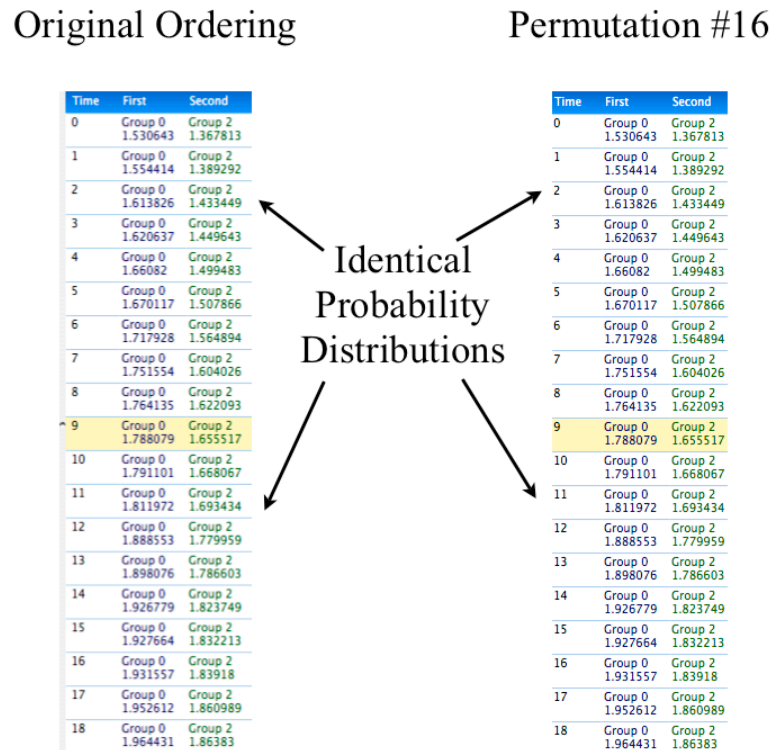 Original Ordering
Permutation #16
Time First Second
0 Group 0 Group 2
1.530643 1.367813
1 Group 0 Group 2
1.554414 1.389292
2 Group 0 Group 2
1.613826 1.433449
3 Group 0 Group 2
1.620637 1.449643
4 Group 0 Group 2
1.66082 1.499483
5 Group 0 Group 2
1.670117 1.507866
6 Group 0 Group 2
1.717928 1.564894
7 Group 0 Group 2
1.751554 1.604026
8 Group 0 Group 2
1.764135 1.622093
9 Group 0 Group 2
1.788079 1.655517
10 Group 0 Group 2
1.791101 1.668067
11 Group 0 Group 2
1.811972 1.693434
12 Group 0 Group 2
1.888553 1.779959
13 Group 0 Group 2
1.898076 1.786603
14 Group 0 Group 2
1.926779 1.823749
15 Group 0 Group 2
1.927664 1.832213
16 Group 0 Group 2
1.931557 1.83918
17 Group 0 Group 2
1.952612 1.860989
18 Group 0 Group 2
1.964431 1.86383
Identical
Probability
Distributions
Time First Second
0 Group 0 Group 2
1.530643 1.367813
1 Group 0 Group 2
1.554414 1.389292
2 Group 0 Group 2
1.613826 1.433449
3 Group 0 Group 2
1.620637 1.449643
4 Group 0 Group 2
1.66082 1.499483
5 Group 0 Group 2
1.670117 1.507866
6 Group 0 Group 2
1.717928 1.564894
7 Group 0 Group 2
1.751554 1.604026
8 Group 0 Group 2
1.764135 1.622093
9 Group 0 Group 2
1.788079 1.655517
10 Group 0 Group 2
1.791101 1.668067
11 Group 0 Group 2
1.811972 1.693434
12 Group 0 Group 2
1.888553 1.779959
13 Group 0 Group 2
1.898076 1.786603
14 Group 0 Group 2
1.926779 1.823749
15 Group 0 Group 2
1.927664 1.832213
16 Group 0 Group 2
1.931557 1.83918
17 Group 0 Group 2
1.952612 1.860989
18 Group 0 Group 2
1.964431 1.86383